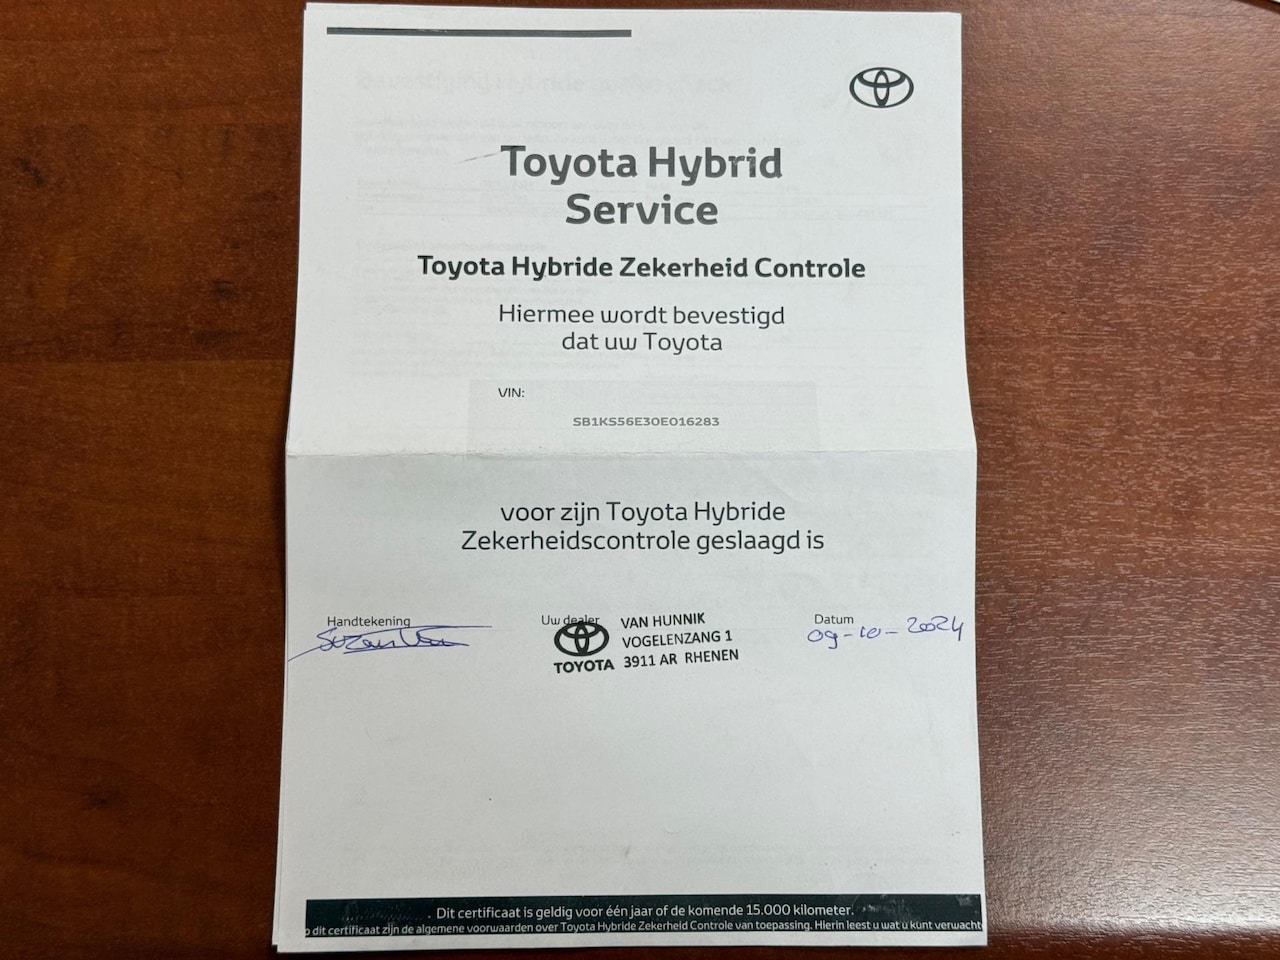 Toyota Hybrid
Service
Toyota Hybride Zekerheid Controle
Hiermee wordt bevestigd
dat uw Toyota
VIN:
SB1KS56E30E016283
voor zijn Toyota Hybride
Zekerheidscontrole geslaagd is
Handtekening
Uw dealer
Datum
TOYOTA
VAN HUNNIK
VOGELENZANG 1
3911 AR RHENEN
09-10-2024
Dit certificaat is geldig voor één jaar of de komende 15.000 kilometer.
dit certificaat zijn de algemene voorwaarden over Toyota Hybride Zekerheid Controle van toepassing. Hierin leest u wat u kunt